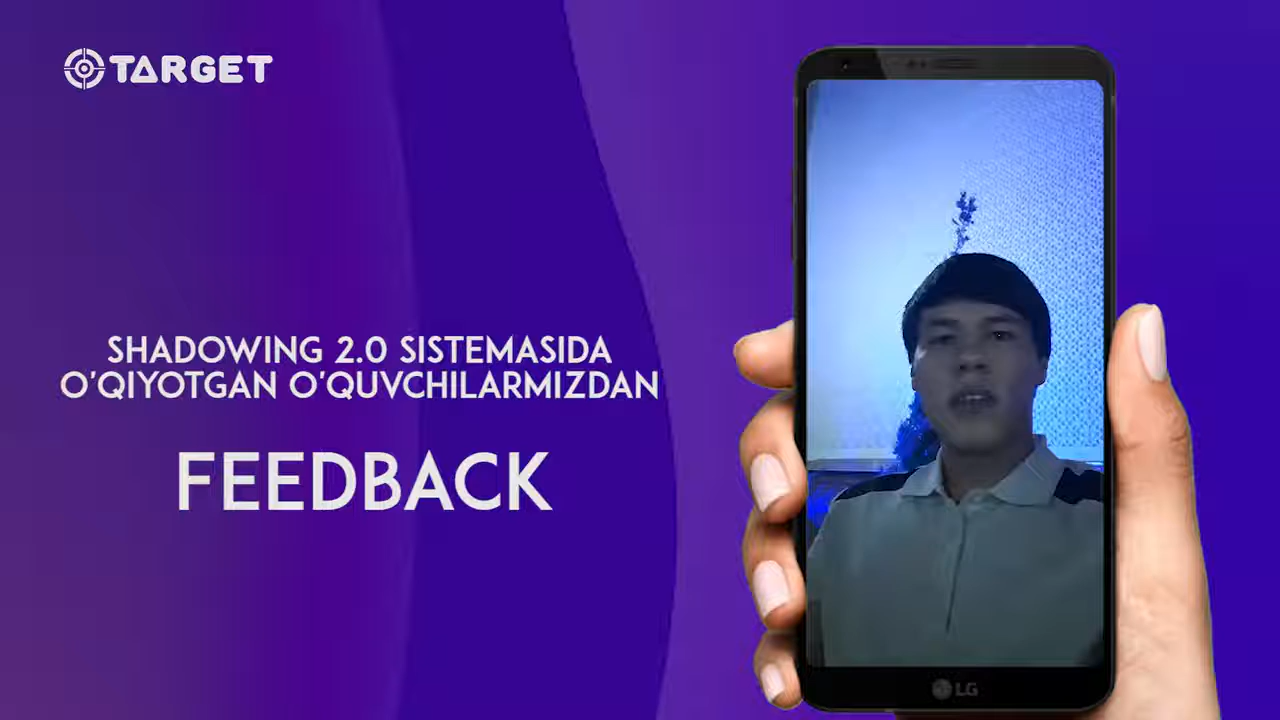 TARGET
SHADOWING 2.0 SISTEMASIDA
O'QIYOTGAN O'QUVCHILARMIZDAN
FEEDBACK
LG